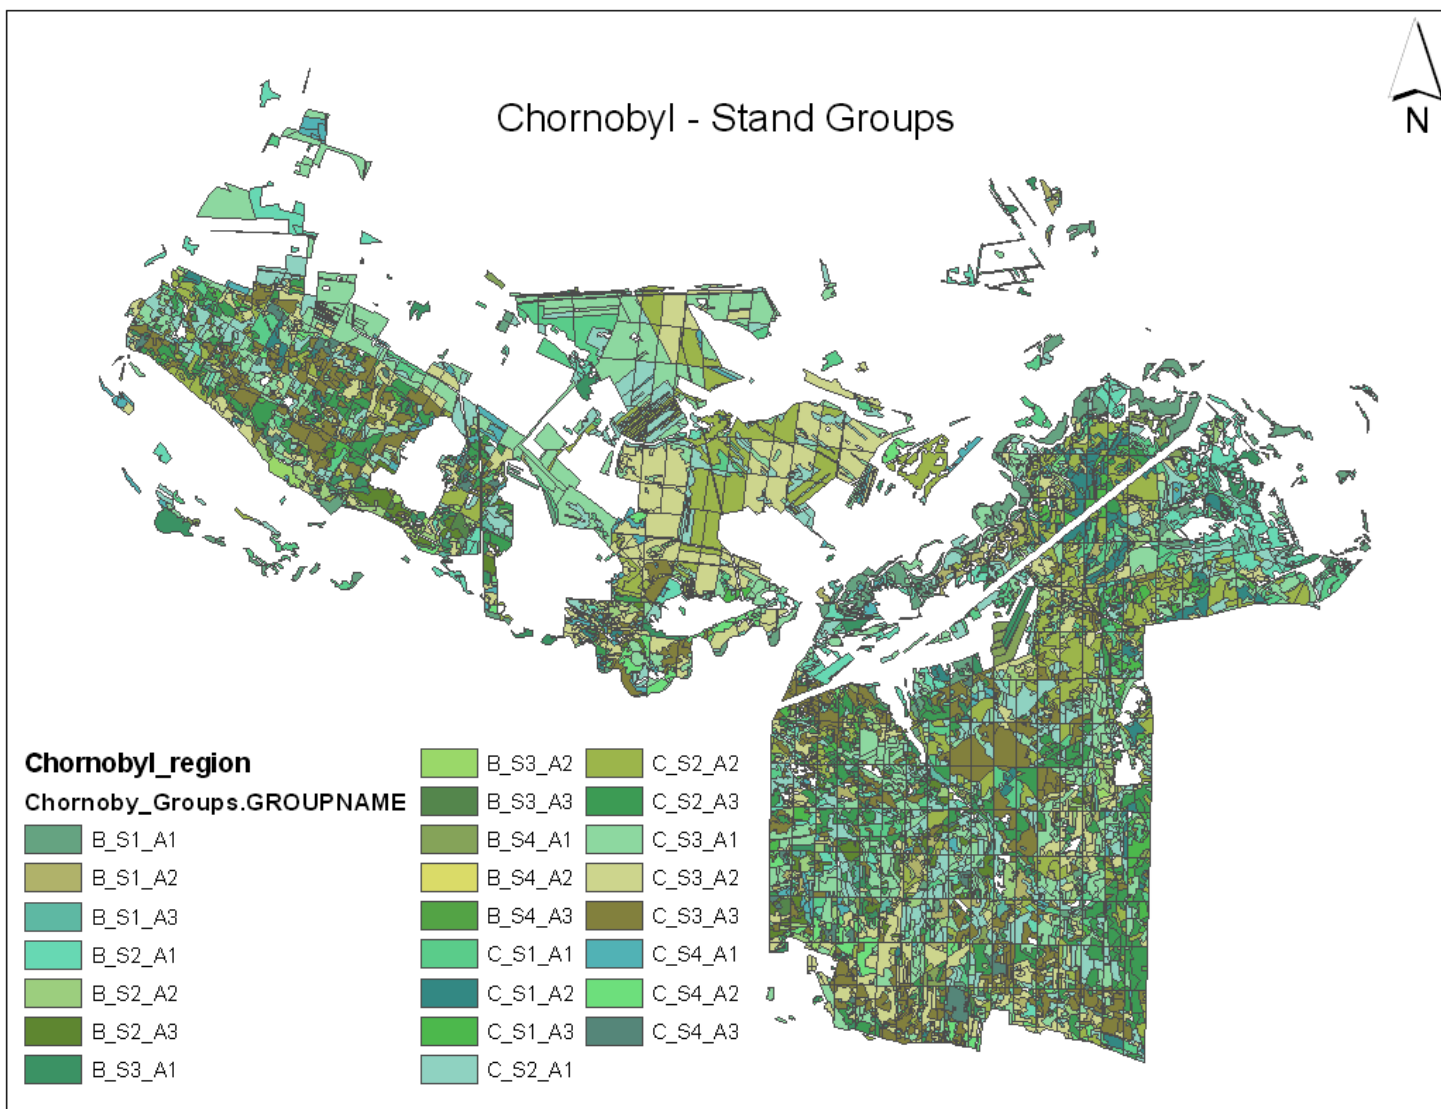 Chornobyl - Stand Groups
N
Chornobyl_region
Chornoby_Groups.GROUPNAME
B_S1_A1
B_S1_A2
B_S1_A3
B_S2_A1
B_S2_A2
B_S2_A3
B_S3_A1
B_S3_A2
B_S3_A3
B_S4_A1
B_S4_A2
B_S4_A3
C_S1_A1
C_S1_A2
C_S1_A3
C_S2_A1
C_S2_A2
C_S2_A3
C_S3_A1
C_S3_A2
C_S3_A3
C_S4_A1
C_S4_A2
C_S4_A3